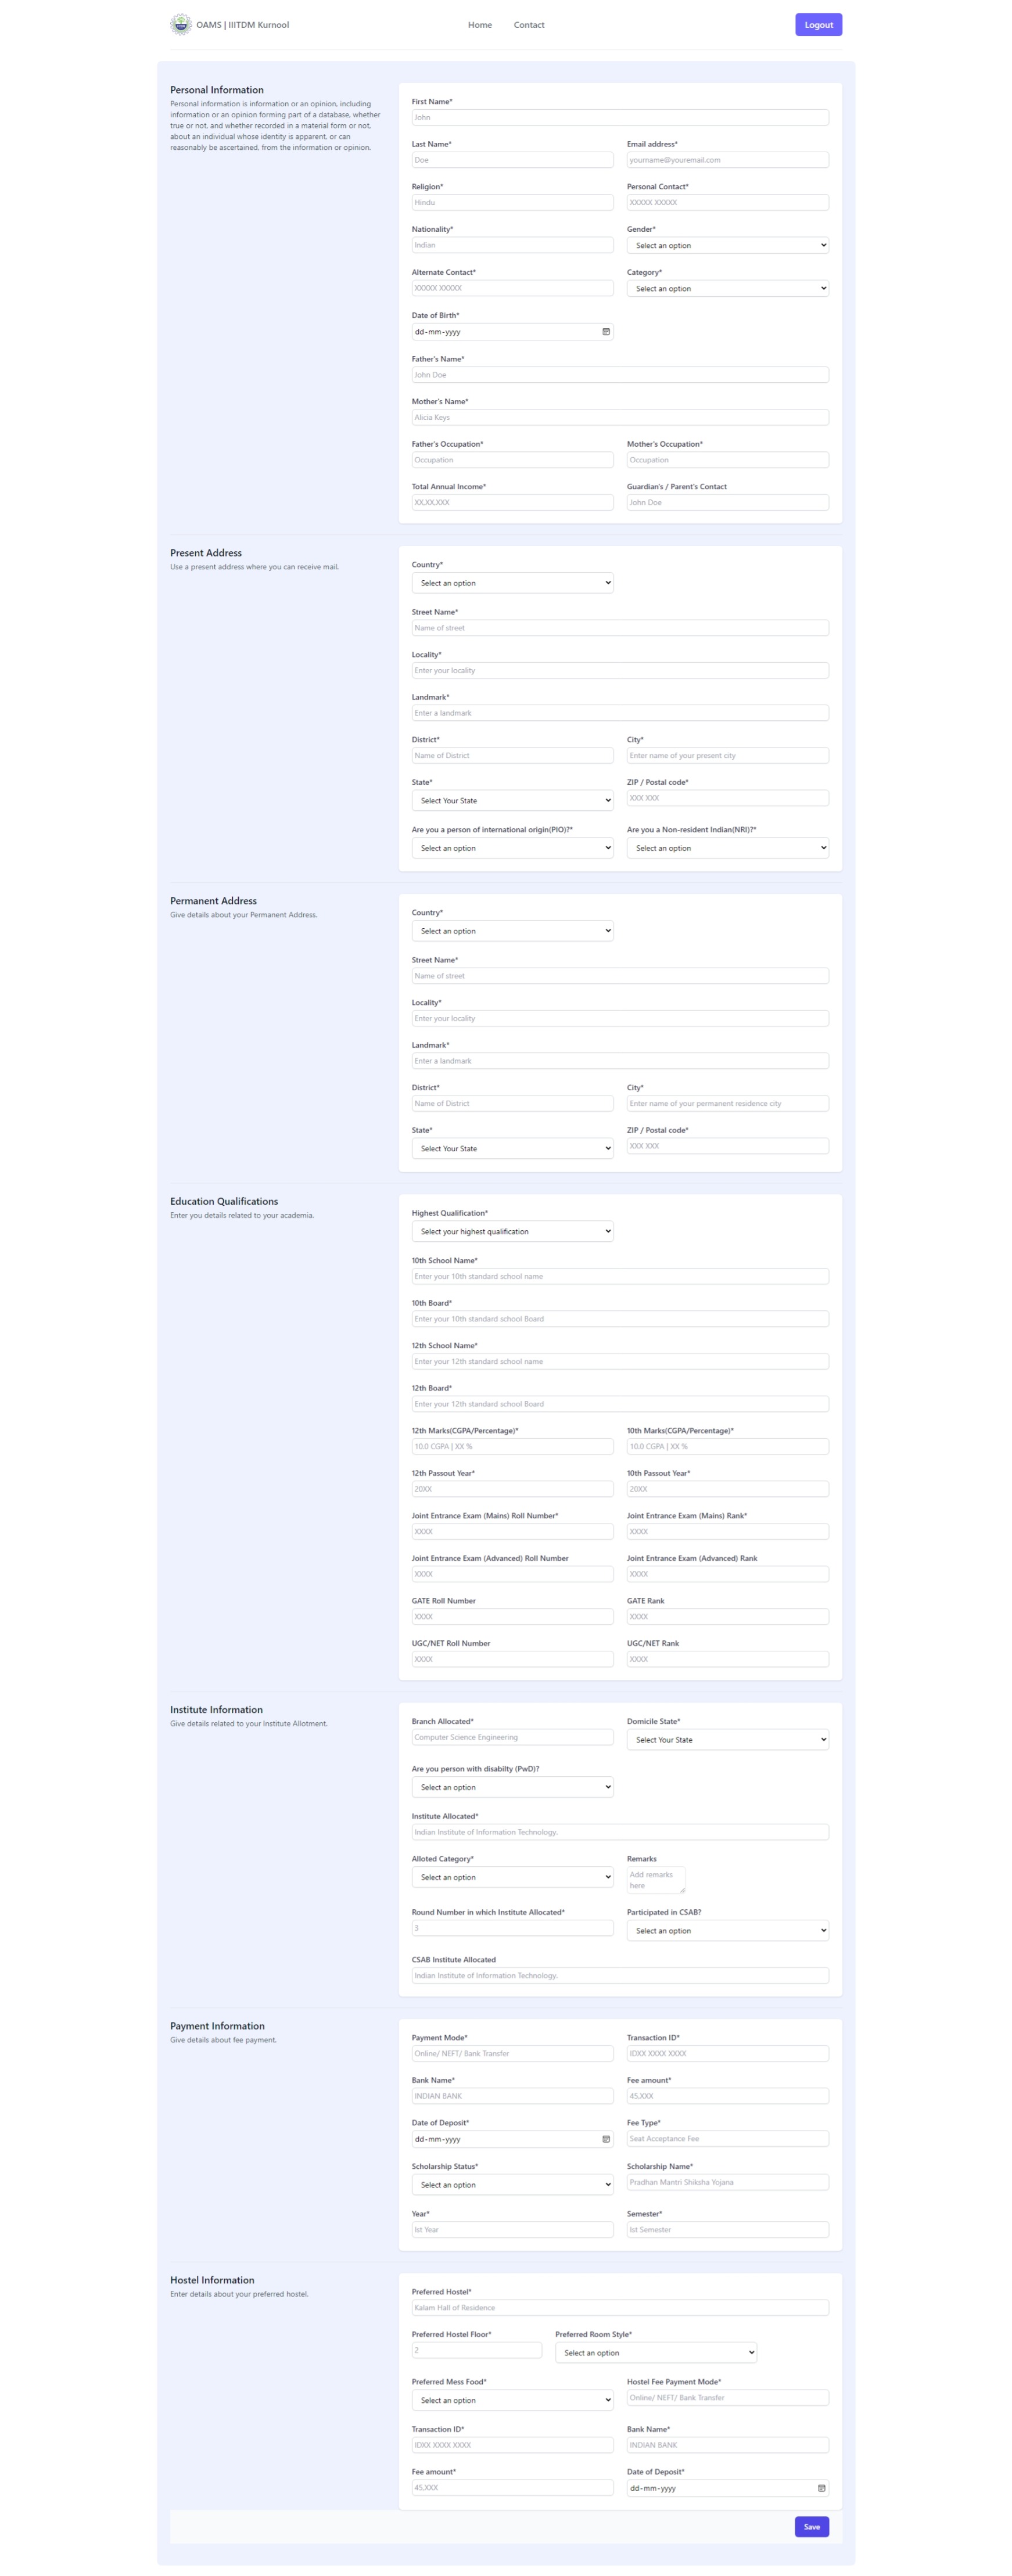 OAMS | IIITDM Kurnool
Home
Contact
Logout
Personal Information
Personal information is information or an opinion, including
information or an opinion forming part of a database, whether
true or not, and whether recorded in a material form or not,
about an individual whose identity is apparent, or can
reasonably be ascertained, from the information or opinion.
First Name*
John
Last Name*
Email address*
Doe
yourname@youremail.com
Religion*
Personal Contact*
Hindu
XXXXX XXXXX
Nationality*
Gender*
Indian
Select an option
Alternate Contact*
Category*
XXXXX XXXXX
Select an option
Date of Birth*
dd-mm-yyyy
Father's Name*
John Doe
Mother's Name*
Alicia Keys
Father's Occupation*
Mother's Occupation*
Occupation
Occupation
Total Annual Income*
Guardian's / Parent's Contact
XX,XX,XXX
John Doe
Present Address
Use a present address where you can receive mail.
Country*
Select an option
Street Name*
Name of street
Locality*
Enter your locality
Landmark*
Enter a landmark
District*
City*
Name of District
Enter name of your present city
State*
ZIP / Postal code*
Select Your State
XXX XXX
Are you a person of international origin(PIO)?*
Are you a Non-resident Indian(NRI)?*
Select an option
Select an option
Permanent Address
Give details about your Permanent Address.
Country*
Select an option
Street Name*
Name of street
Locality*
Enter your locality
Landmark*
Enter a landmark
District*
City*
Name of District
Enter name of your permanent residence city
State*
ZIP / Postal code*
Select Your State
XXX XXX
Education Qualifications
Enter you details related to your academia.
Highest Qualification*
Select your highest qualification
10th School Name*
Enter your 10th standard school name
10th Board*
Enter your 10th standard school Board
12th School Name*
Enter your 12th standard school name
12th Board*
Enter your 12th standard school Board
12th Marks(CGPA/Percentage)*
10th Marks(CGPA/Percentage)*
10.0 CGPA | XX %
10.0 CGPA | XX %
12th Passout Year*
10th Passout Year*
20XX
20XX
Joint Entrance Exam (Mains) Roll Number*
Joint Entrance Exam (Mains) Rank*
XXXX
XXXX
Joint Entrance Exam (Advanced) Roll Number
Joint Entrance Exam (Advanced) Rank
XXXX
XXXX
GATE Roll Number
GATE Rank
XXXX
XXXX
UGC/NET Roll Number
UGC/NET Rank
XXXX
XXXX
Institute Information
Give details related to your Institute Allotment.
Branch Allocated*
Domicile State*
Computer Science Engineering
Select Your State
Are you person with disabilty (PwD)?
Select an option
Institute Allocated*
Indian Institute of Information Technology,
Alloted Category*
Remarks
Select an option
Add remarks
here
Round Number in which Institute Allocated*
Participated in CSAB?
3
Select an option
CSAB Institute Allocated
Indian Institute of Information Technology,
Payment Information
Give details about fee payment.
Payment Mode*
Transaction ID*
Online/ NEFT/ Bank Transfer
IDXX XXXX XXXX
Bank Name*
Fee amount*
INDIAN BANK
45,XXX
Date of Deposit*
Fee Type*
dd-mm-yyyy
Seat Acceptance Fee
Scholarship Status*
Scholarship Name*
Select an option
Pradhan Mantri Shiksha Yojana
Year*
Semester*
Ist Year
Ist Semester
Hostel Information
Enter details about your preferred hostel.
Preferred Hostel*
Kalam Hall of Residence
Preferred Hostel Floor*
Preferred Room Style*
2
Select an option
Preferred Mess Food*
Hostel Fee Payment Mode*
Select an option
Online/ NEFT/ Bank Transfer
Transaction ID*
Bank Name*
IDXX XXXX XXXX
INDIAN BANK
Fee amount*
Date of Deposit*
45,XXX
dd-mm-yyyy
Save